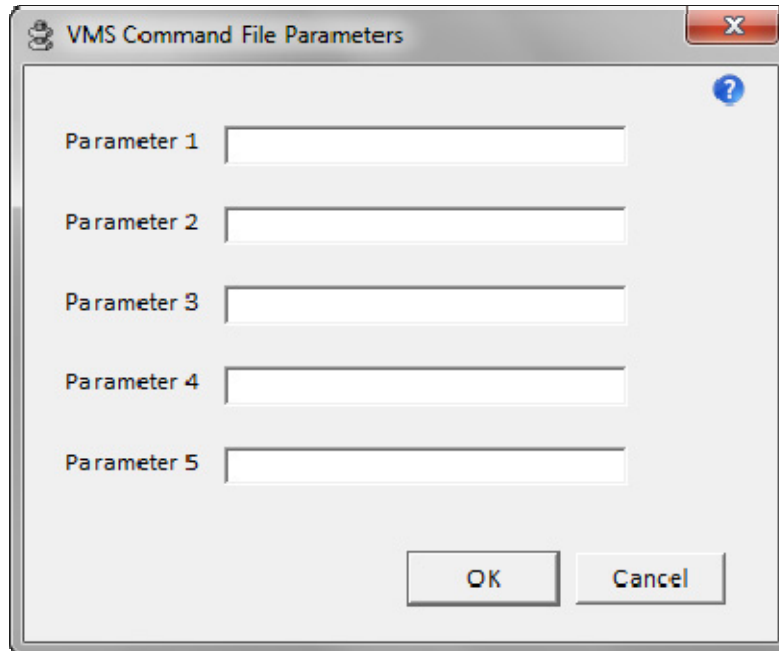 VMS Command File Parameters
Parameter 1
Parameter 2
Parameter 3
Parameter 4
Parameter 5
OK Cancel